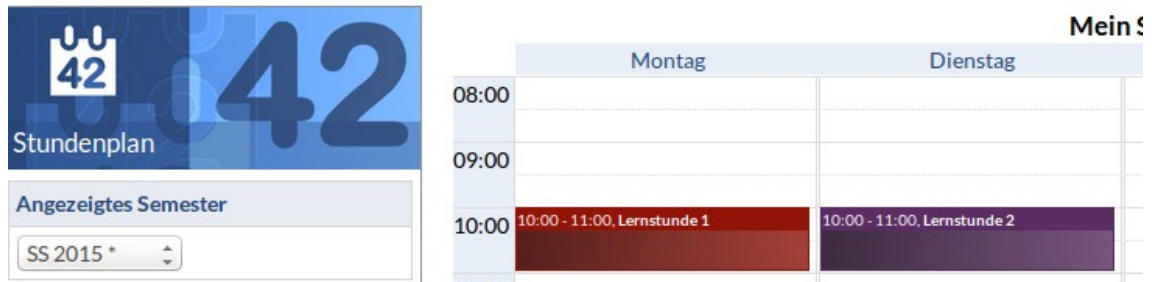 42
42
Stundenplan
Angezeigtes Semester
SS 2015 *
Mein
Montag
Dienstag
08:00
09:00
10:00
10:00 - 11:00, Lernstunde 1
10:00 - 11:00, Lernstunde 2